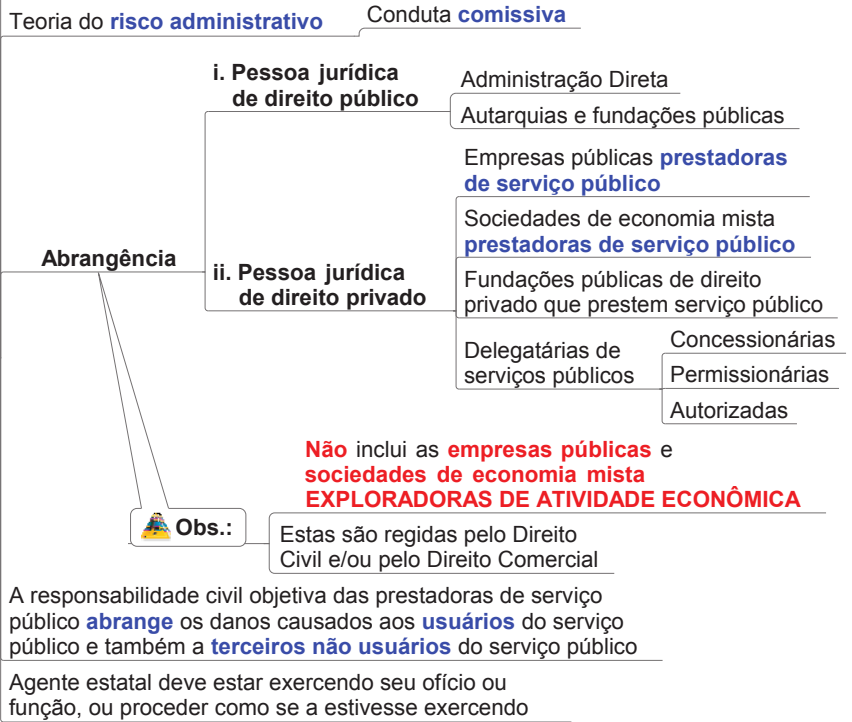 Teoria do risco administrativo
Conduta comissiva
Abrangência
i. Pessoa jurídica
de direito público
Administração Direta
Autarquias e fundações públicas
ii. Pessoa jurídica
de direito privado
Empresas públicas prestadoras
de serviço público
Sociedades de economia mista
prestadoras de serviço público
Fundações públicas de direito
privado que prestem serviço público
Delegatárias de
serviços públicos
Concessionárias
Permissionárias
Autorizadas
Obs.:
Não inclui as empresas públicas e
sociedades de economia mista
EXPLORADORAS DE ATIVIDADE ECONÔMICA
Estas são regidas pelo Direito
Civil e/ou pelo Direito Comercial
A responsabilidade civil objetiva das prestadoras de serviço
público abrange os danos causados aos usuários do serviço
público e também a terceiros não usuários do serviço público
Agente estatal deve estar exercendo seu ofício ou
função, ou proceder como se a estivesse exercendo